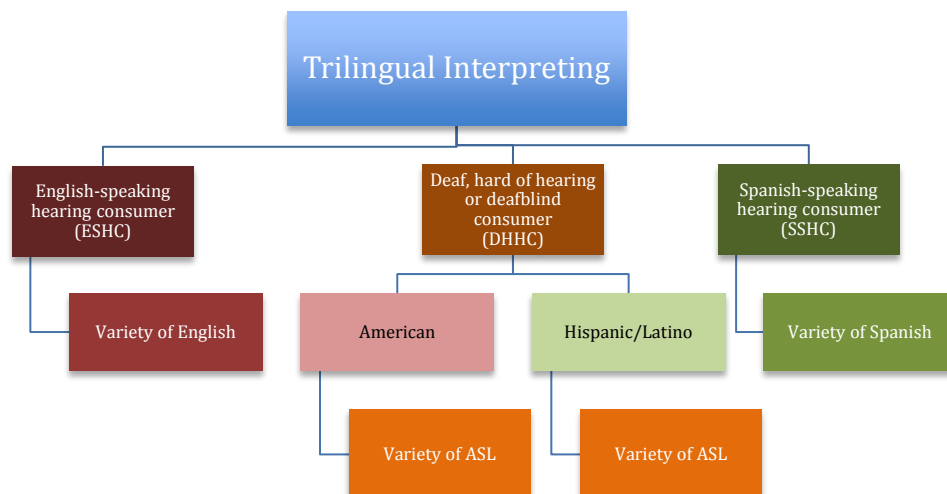 Trilingual Interpreting
English-speaking
hearing consumer
(ESHC)
Deaf, hard of hearing
or deafblind
consumer
(DHHC)
Spanish-speaking
hearing consumer
(SSHC)
Variety of English
American
Hispanic/Latino
Variety of Spanish
Variety of ASL
Variety of ASL